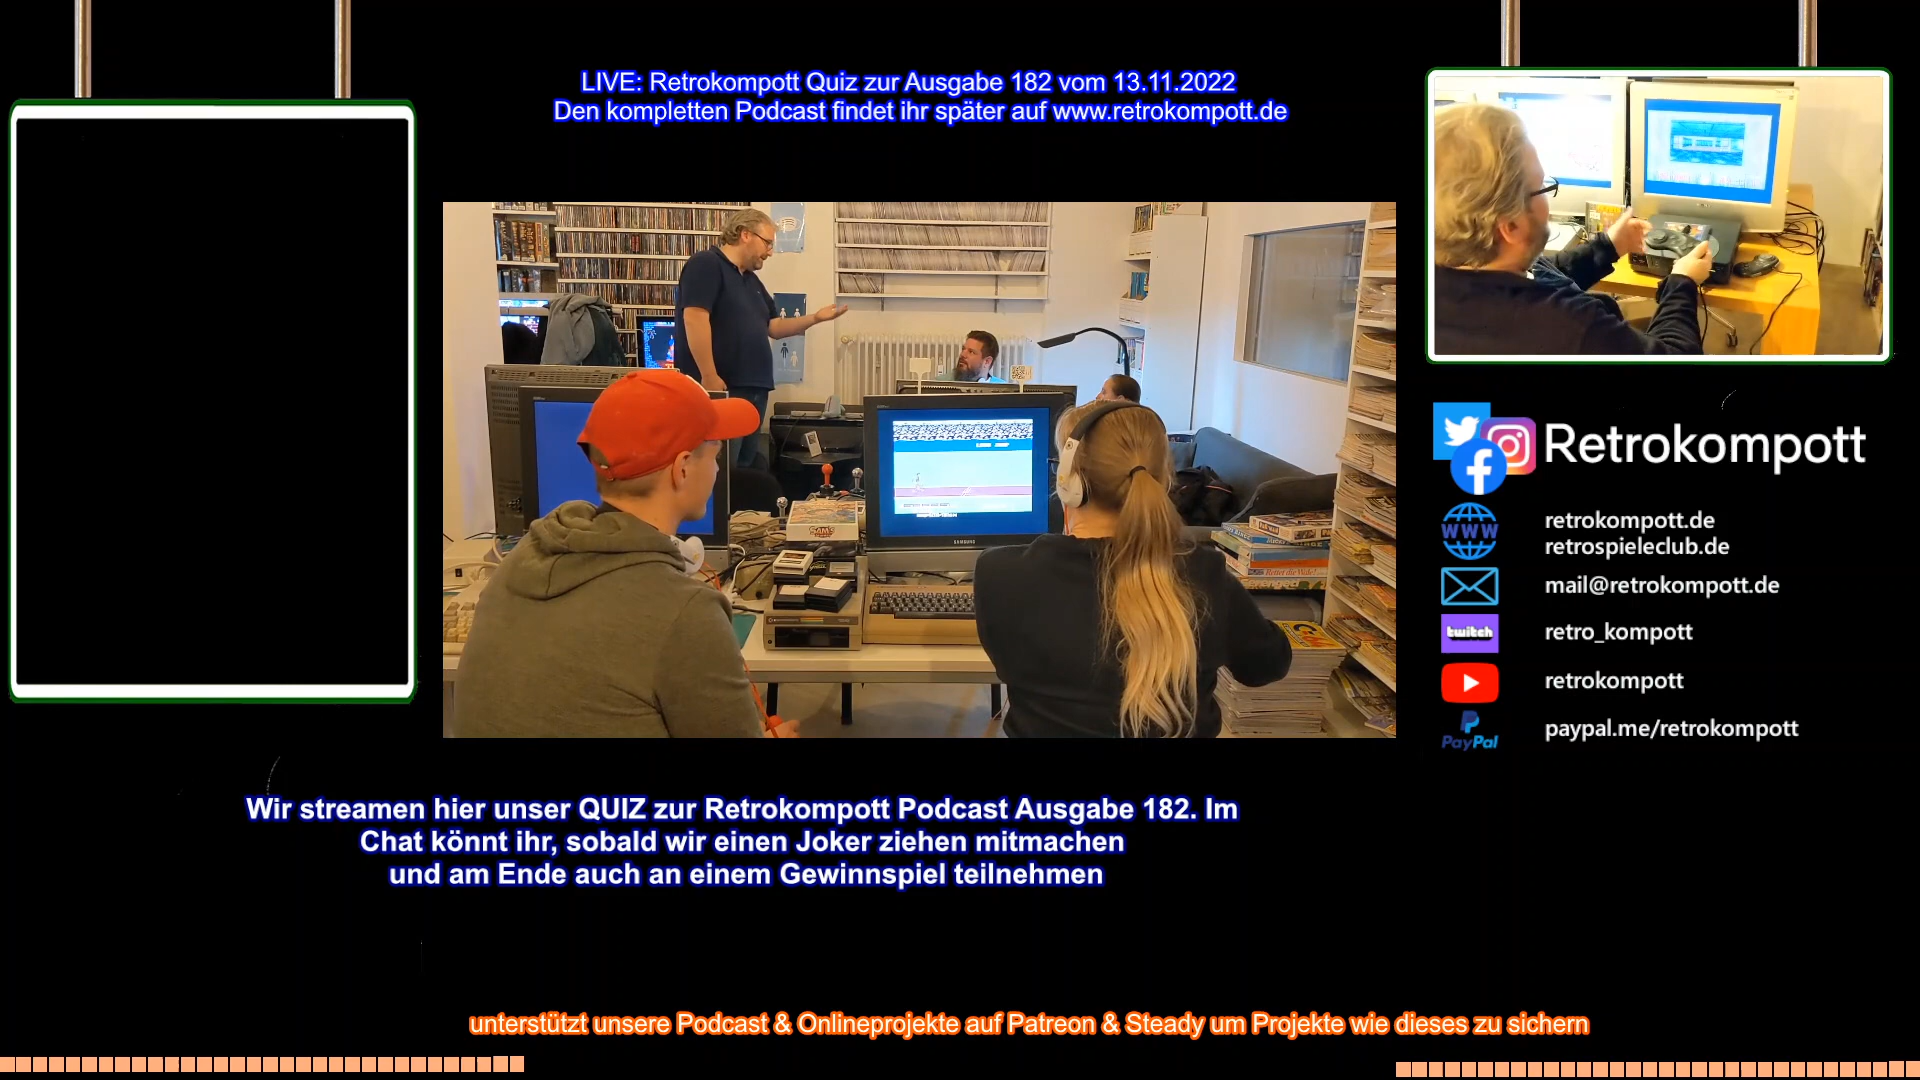 LIVE: Retrokompott Quiz zur Ausgabe 182 vom 13.11.2022
Den kompletten Podcast findet ihr später auf www.retrokompott.de
SAMSUNG
Retrokompott
WWW
retrokompott.de
retrospieleclub.de
mail@retrokompott.de
twitch
retro_kompott
retrokompott
PayPal
paypal.me/retrokompott
Wir streamen hier unser QUIZ zur Retrokompott Podcast Ausgabe 182. Im
Chat könnt ihr, sobald wir einen Joker ziehen mitmachen
und am Ende auch an einem Gewinnspiel teilnehmen
unterstützt unsere Podcast & Onlineprojekte auf Patreon & Steady um Projekte wie dieses zu sichern